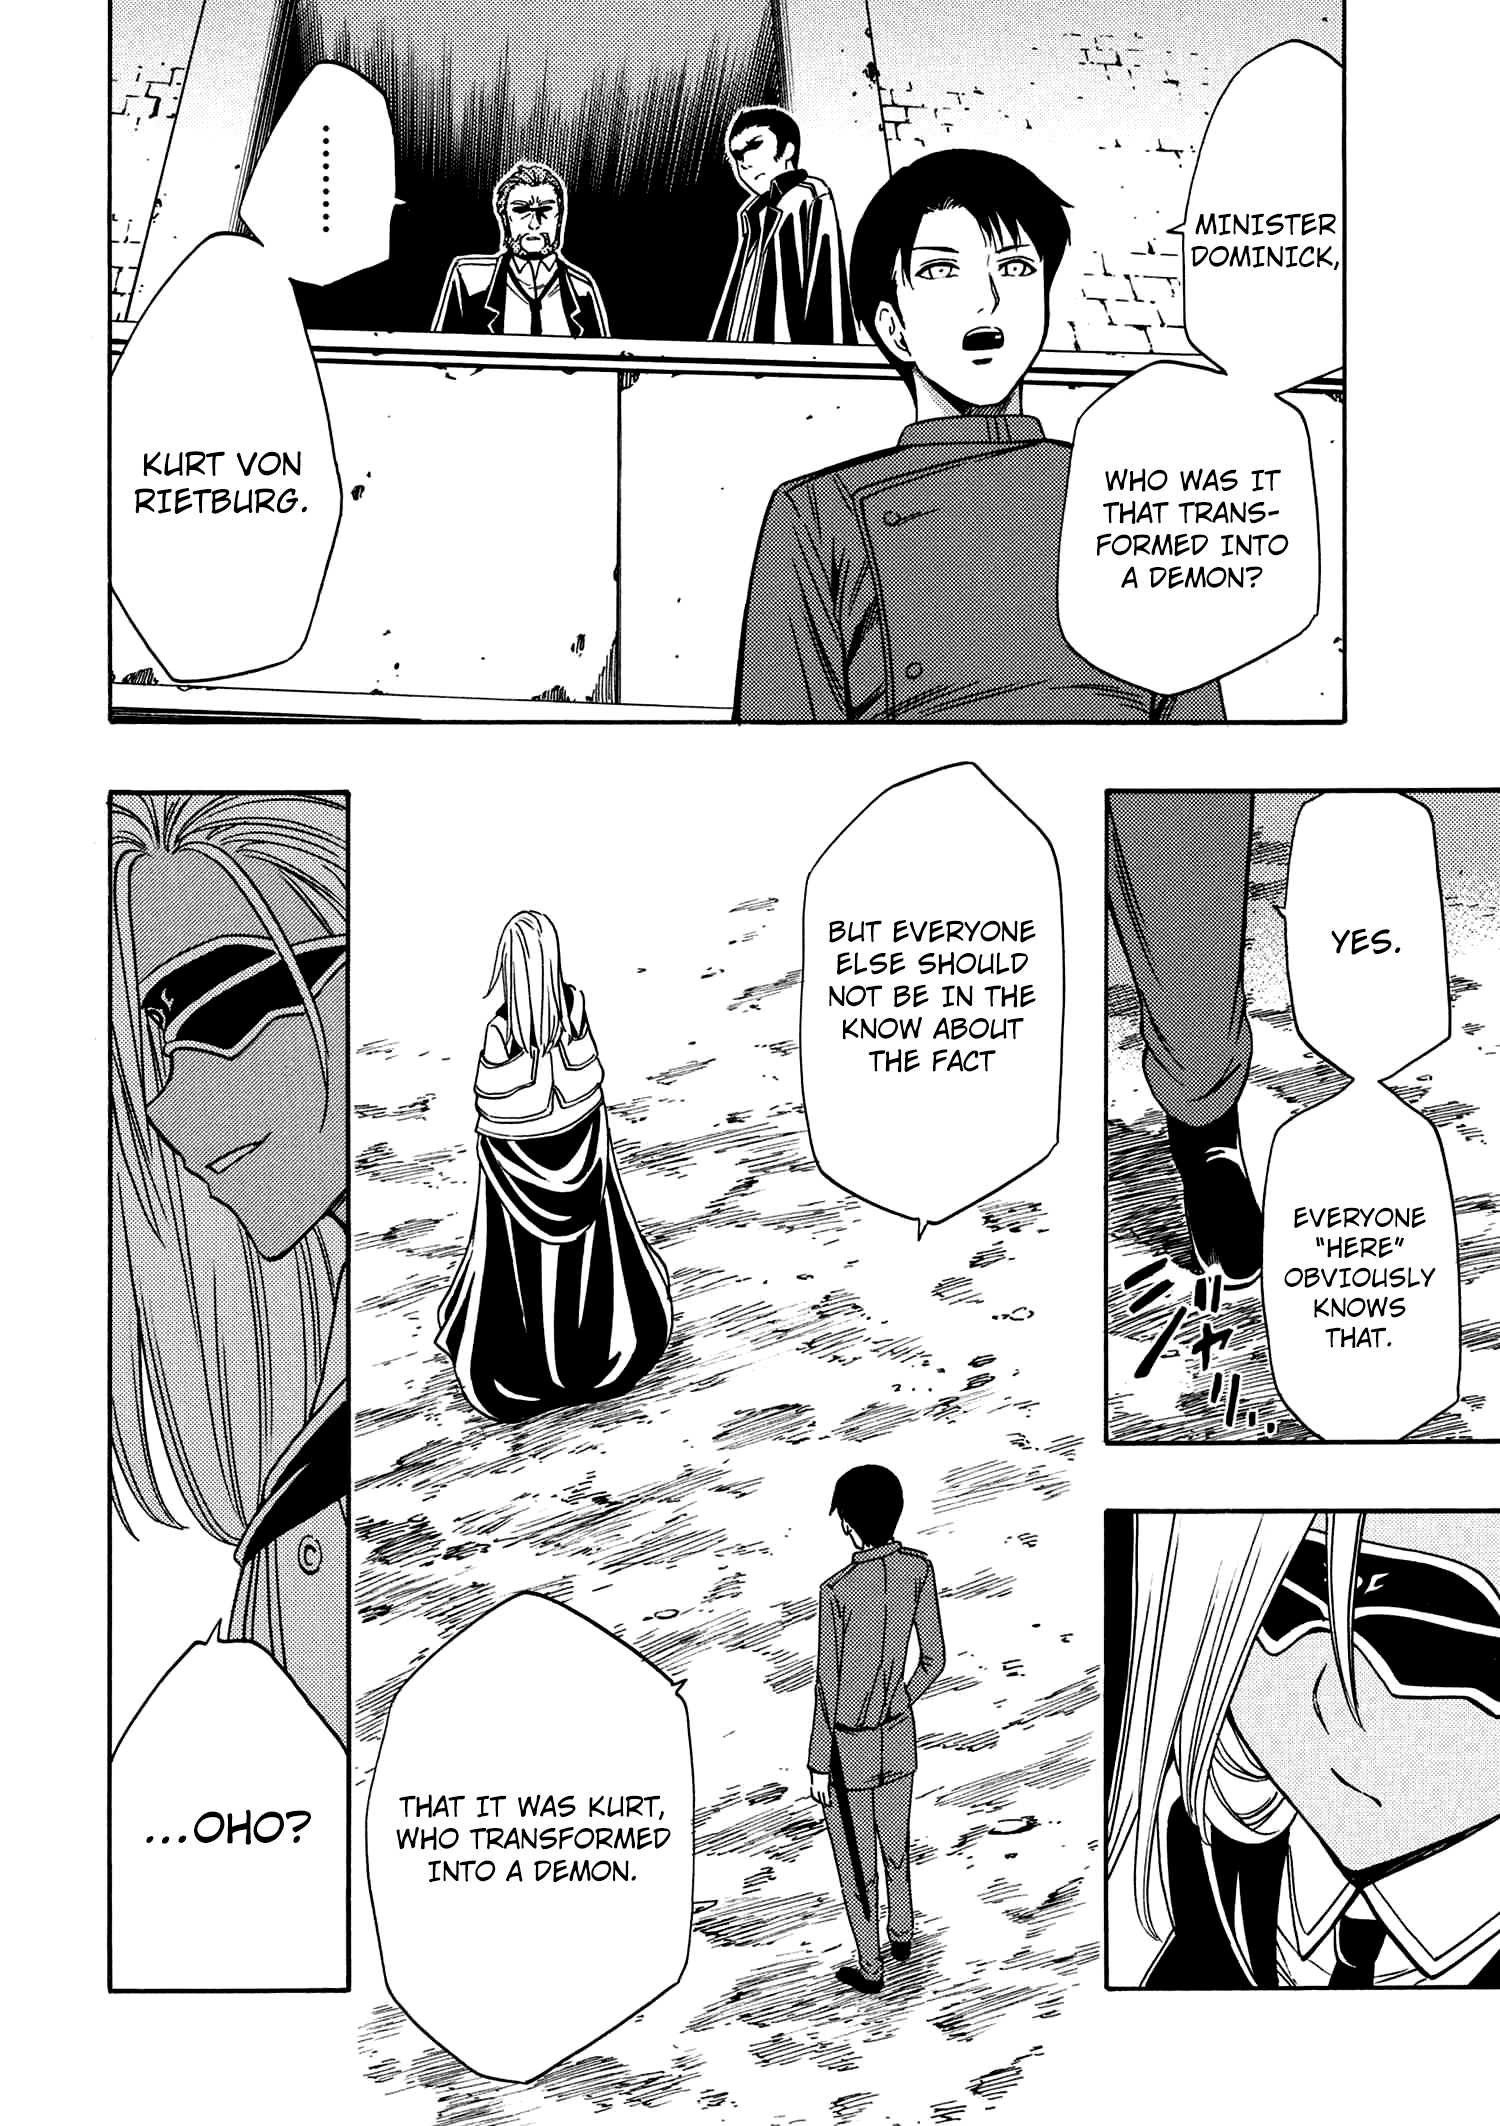 MINISTER
DOMINICK,
WHO WAS IT
THAT TRANS-
FORMED INTO
A DEMON?
………
KURT VON
RIETBURG.
YES.
EVERYONE
"HERE"
OBVIOUSLY
KNOWS
THAT.
ジャリ..
BUT EVERYONE
ELSE SHOULD
NOT BE IN THE
KNOW ABOUT
THE FACT
THAT IT WAS KURT,
WHO TRANSFORMED
INTO A DEMON.
...OHO?